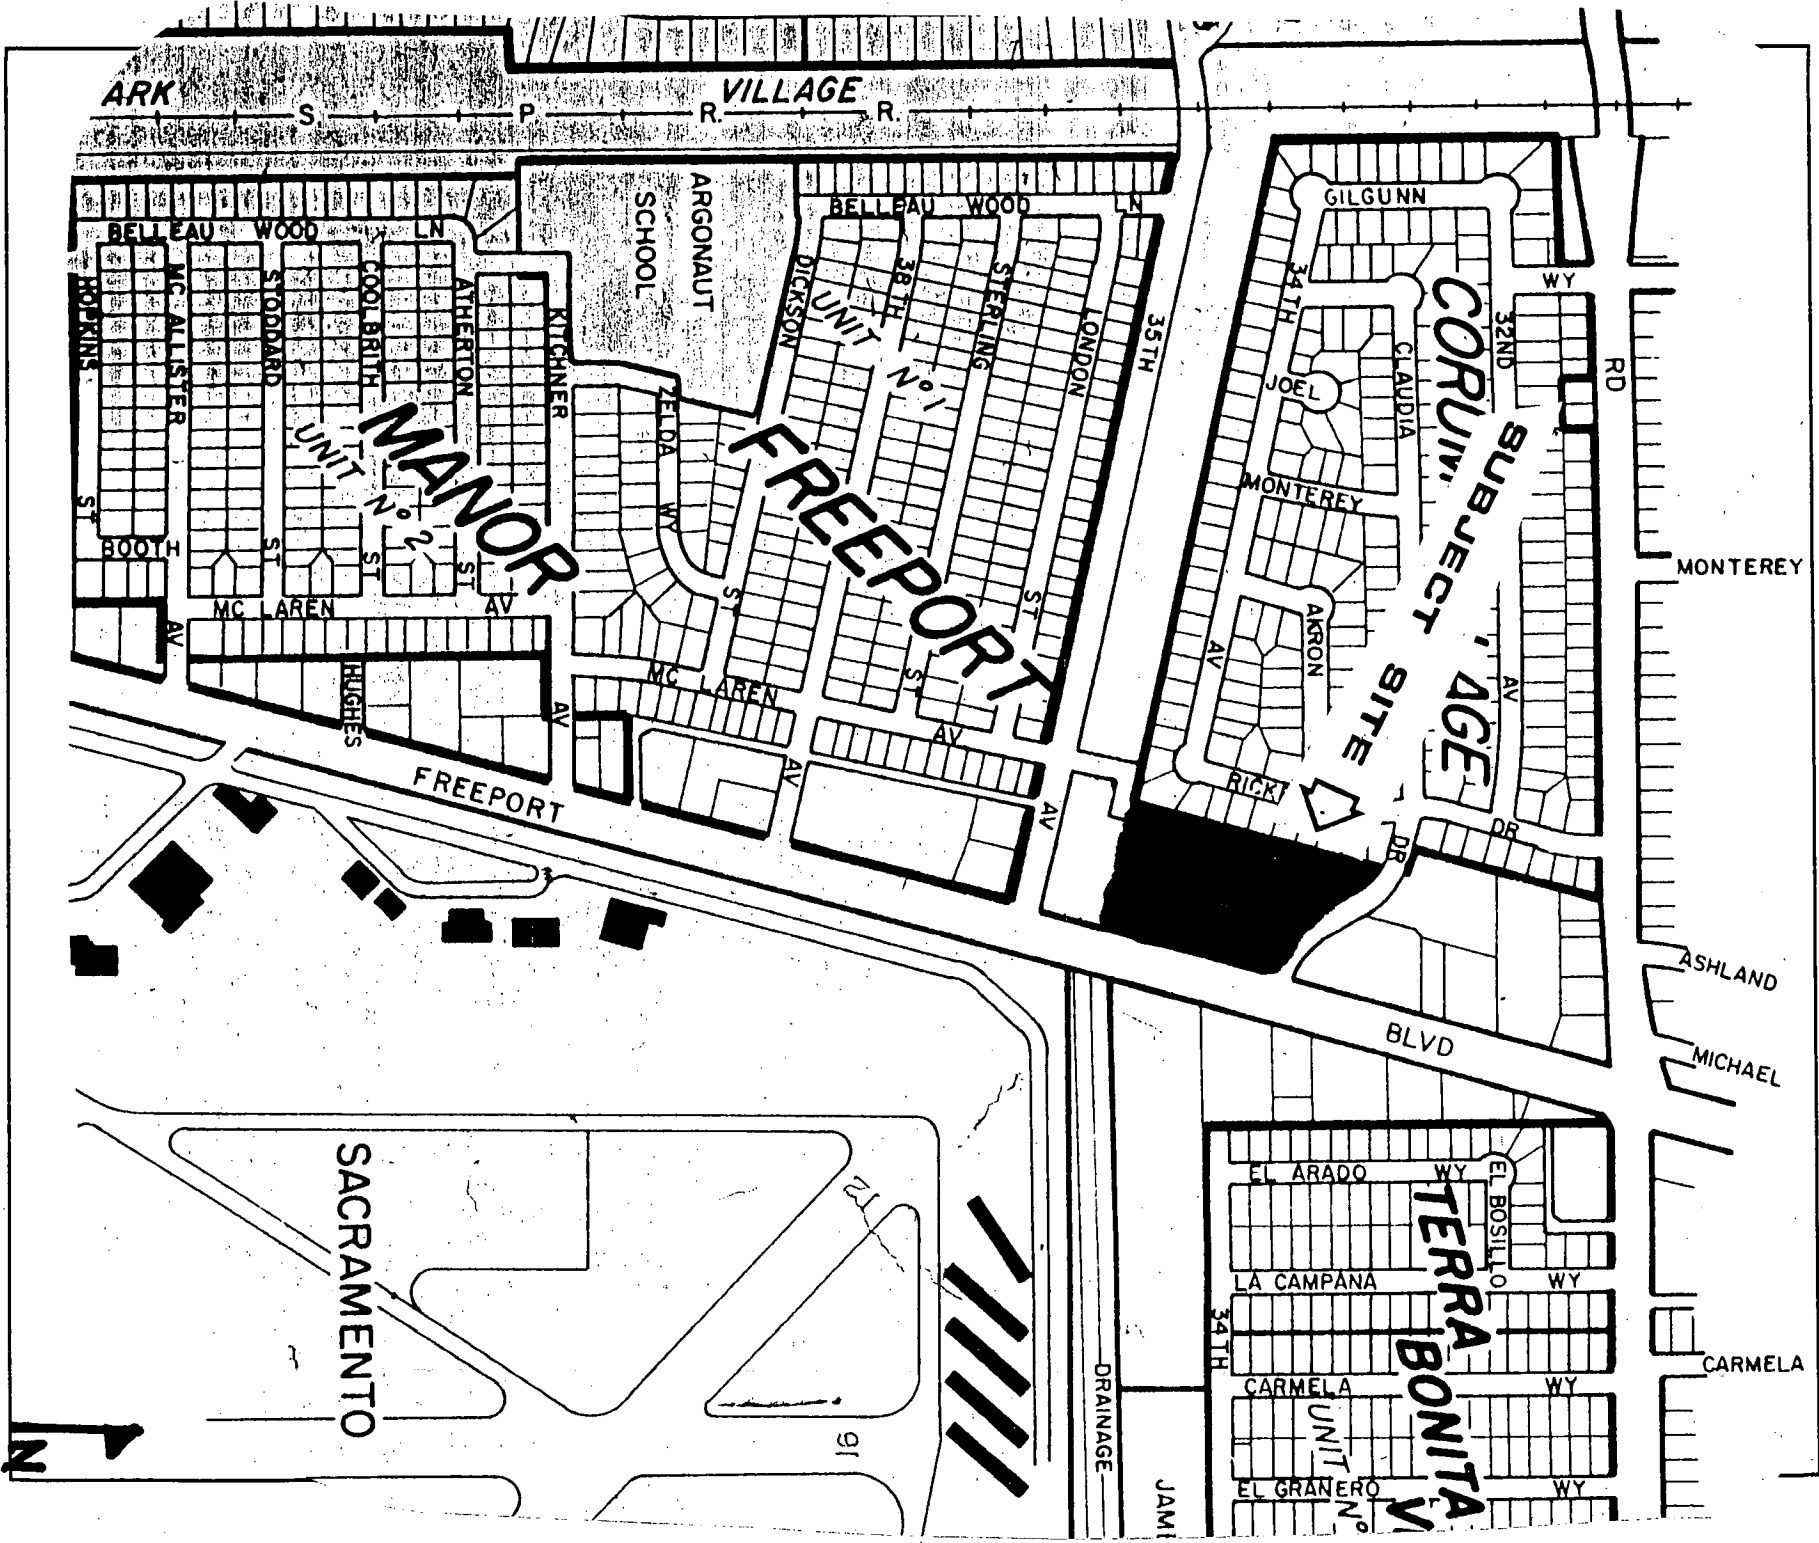 ARK
VILLAGE
S. P. R. R.
ARGONAUT
SCHOOL
BELLEAU WOOD LN
BELLEAU WOOD LN
GILGUNN
WY
HOPKINS ST
MC ALLISTER
STODDARD ST
COOLBRITH ST
ATHERTON ST
KITCHNER
ZELDA WY
DICKSON ST
38TH
STERLING ST
LONDON ST
35TH
34TH
JOEL
CLAUDIA
32ND
RD
UNIT
No 1
UNIT
No 2
MANOR
FREEPORT
SUBJECT SITE
AGE
MONTEREY
MONTEREY
BOOTH
MC LAREN AV
AV
HUGHES
AV
MC LAREN
AV
AV
AV
AKRON
AV
AV
RICK
DR
DR
FREEPORT
BLVD
ASHLAND
MICHAEL
SACRAMENTO
12
16
DRAINAGE
EL ARADO WY
EL BOSILLO
LA CAMPANA WY
34TH
CARMELA WY
CARMELA
TERRA BONITA
UNIT No
EL GRANERO WY
N